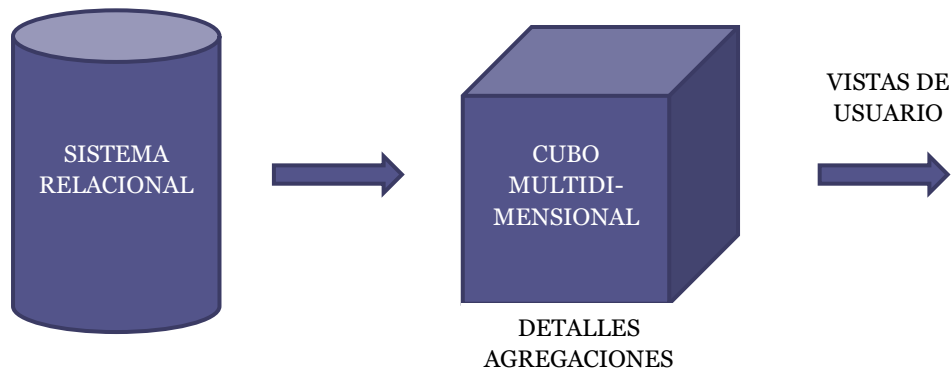 SISTEMA
RELACIONAL
CUBO
MULTIDI-
MENSIONAL
DETALLES
AGREGACIONES
VISTAS DE
USUARIO